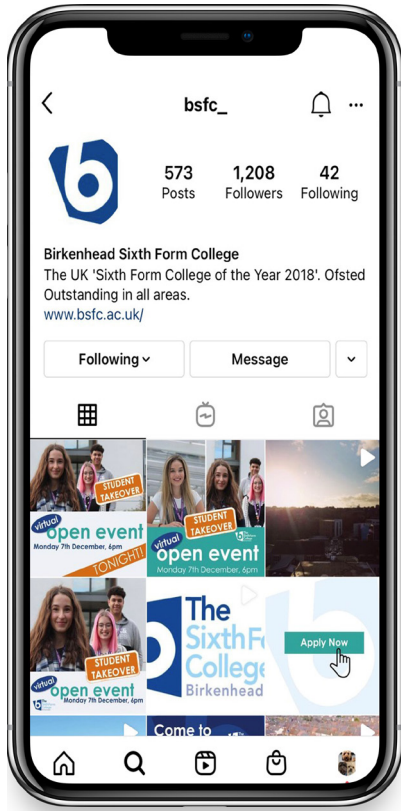 bsfc_
573 1,208 42
Posts Followers Following
Birkenhead Sixth Form College
The UK 'Sixth Form College of the Year 2018'. Ofsted
Outstanding in all areas.
www.bsfc.ac.uk/
Following Message
STUDENT
TAKEOVER
virtual
open event
Monday 7th December, 6pm
TONIGHT!
STUDENT
TAKEOVER
virtual
open event
Monday 7th December, 6pm
STUDENT
TAKEOVER
virtual
open event
Monday 7th December, 6pm
The
Sixth Fo
College
Birkenhead
Apply Now
Come to